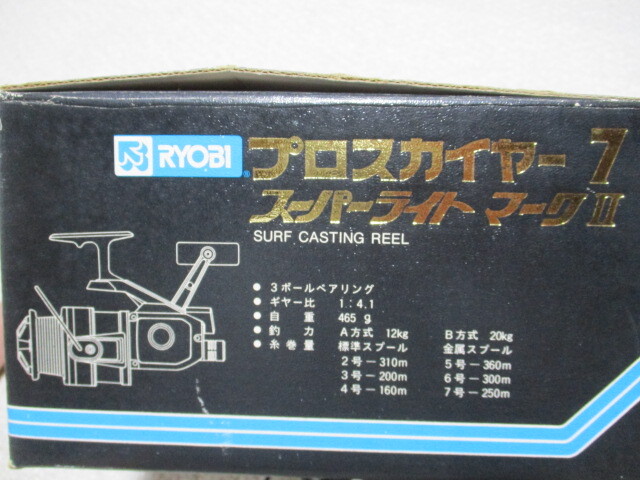 RYOBI プロスカイヤー 7
スーパーライト マーク II
SURF CASTING REEL
• 3ボールベアリング
• ギヤー比 1:4.1
• 自重 465g
• 釣力 A方式 12kg B方式 20kg
• 糸巻量 標準スプール 金属スプール
2号－310m 5号－360m
3号－200m 6号－300m
4号－160m 7号－250m